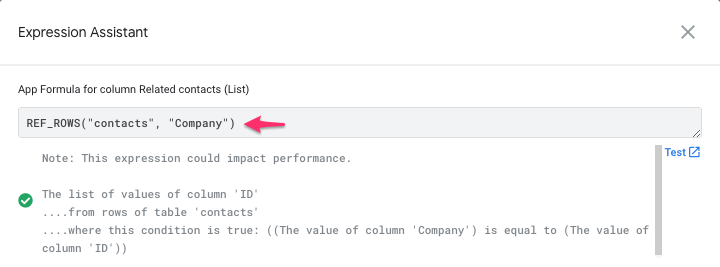 Expression Assistant
App Formula for column Related contacts (List)
REF_ROWS("contacts", "Company")
Note: This expression could impact performance.
Test
The list of values of column 'ID'
....from rows of table 'contacts'
....where this condition is true: ((The value of column 'Company') is equal to (The value of
column 'ID'))